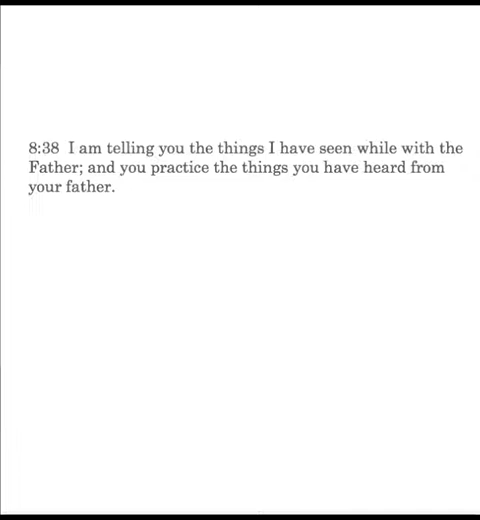 8:38 I am telling you the things I have seen while with the
Father; and you practice the things you have heard from
your father.